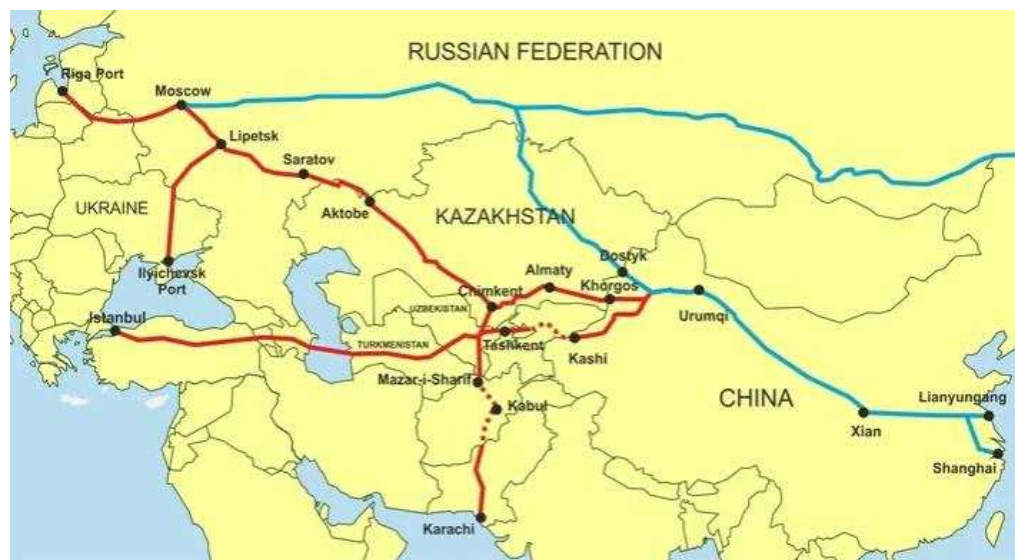 RUSSIAN FEDERATION
Riga Port
Moscow
Lipetsk
Saratov
UKRAINE
Aktobe
KAZAKHSTAN
Dostyk
Ilyichevsk
Port
Almaty
Khorgos
Chimkent
UZBEKISTAN
Urumqi
Istanbul
TURKMENISTAN
Tashkent
Kashi
Mazar-i-Sharif
CHINA
Lianyungang
Kabul
Xian
Shanghai
Karachi